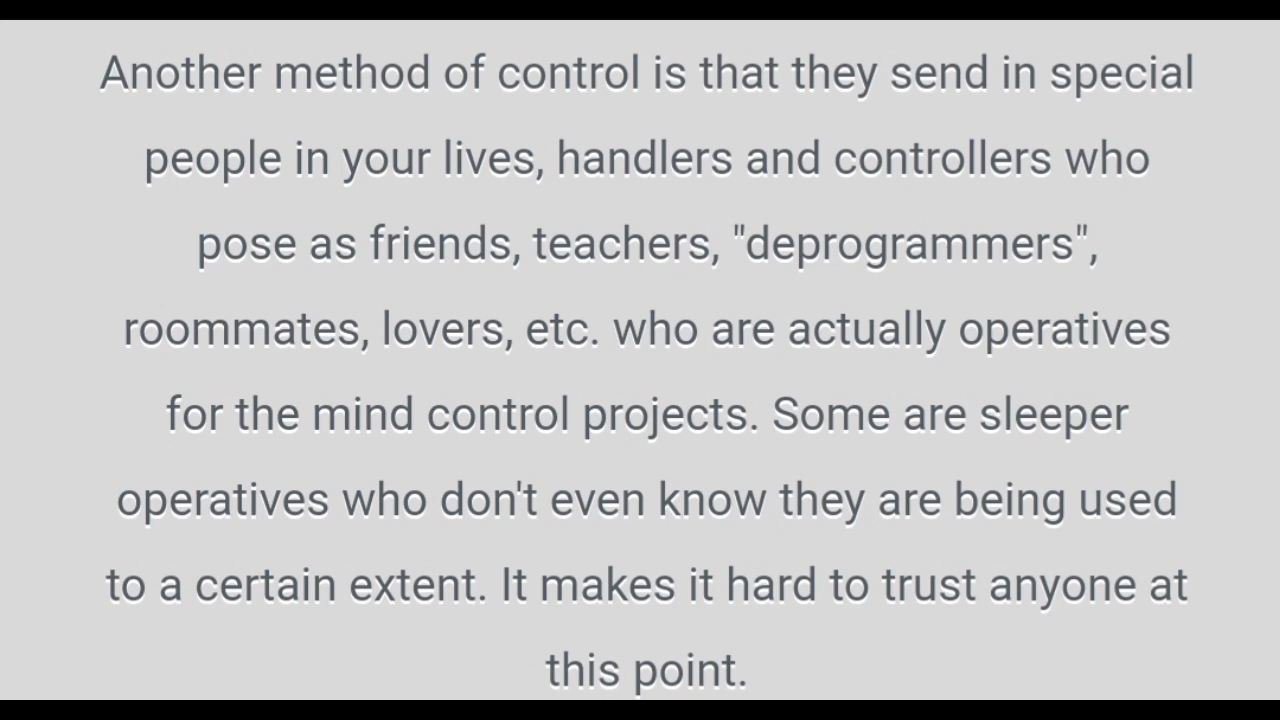 Another method of control is that they send in special
people in your lives, handlers and controllers who
pose as friends, teachers, "deprogrammers",
roommates, lovers, etc. who are actually operatives
for the mind control projects. Some are sleeper
operatives who don't even know they are being used
to a certain extent. It makes it hard to trust anyone at
this point.